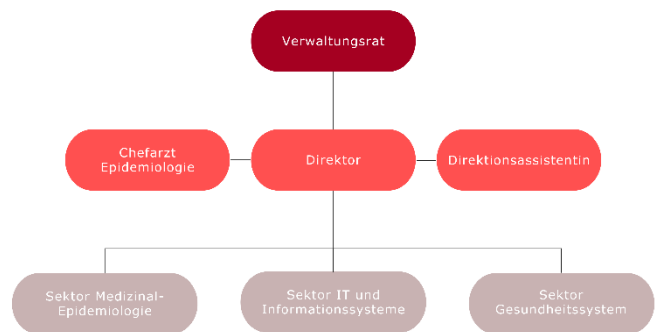 Verwaltungsrat
Chefarzt
Epidemiologie
Direktor
Direktionsassistentin
Sektor Medizinal-
Epidemiologie
Sektor IT und
Informationssysteme
Sektor
Gesundheitssystem